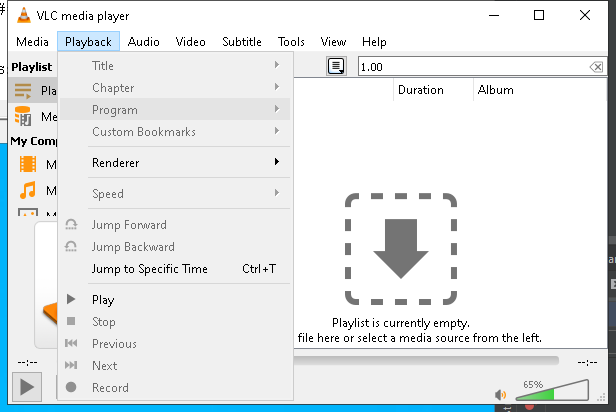 #
VLC media player
Media Playback Audio Video Subtitle Tools View Help
Playlist
1.00
Pla
Duration Album
Me
My Comp
M
M
M
Title
Chapter
Program
Custom Bookmarks
Renderer
Speed
Jump Forward
Jump Backward
Jump to Specific Time Ctrl+T
Play
Stop
Previous
Next
Record
Playlist is currently empty.
file here or select a media source from the left.
--:-- --:--
65%